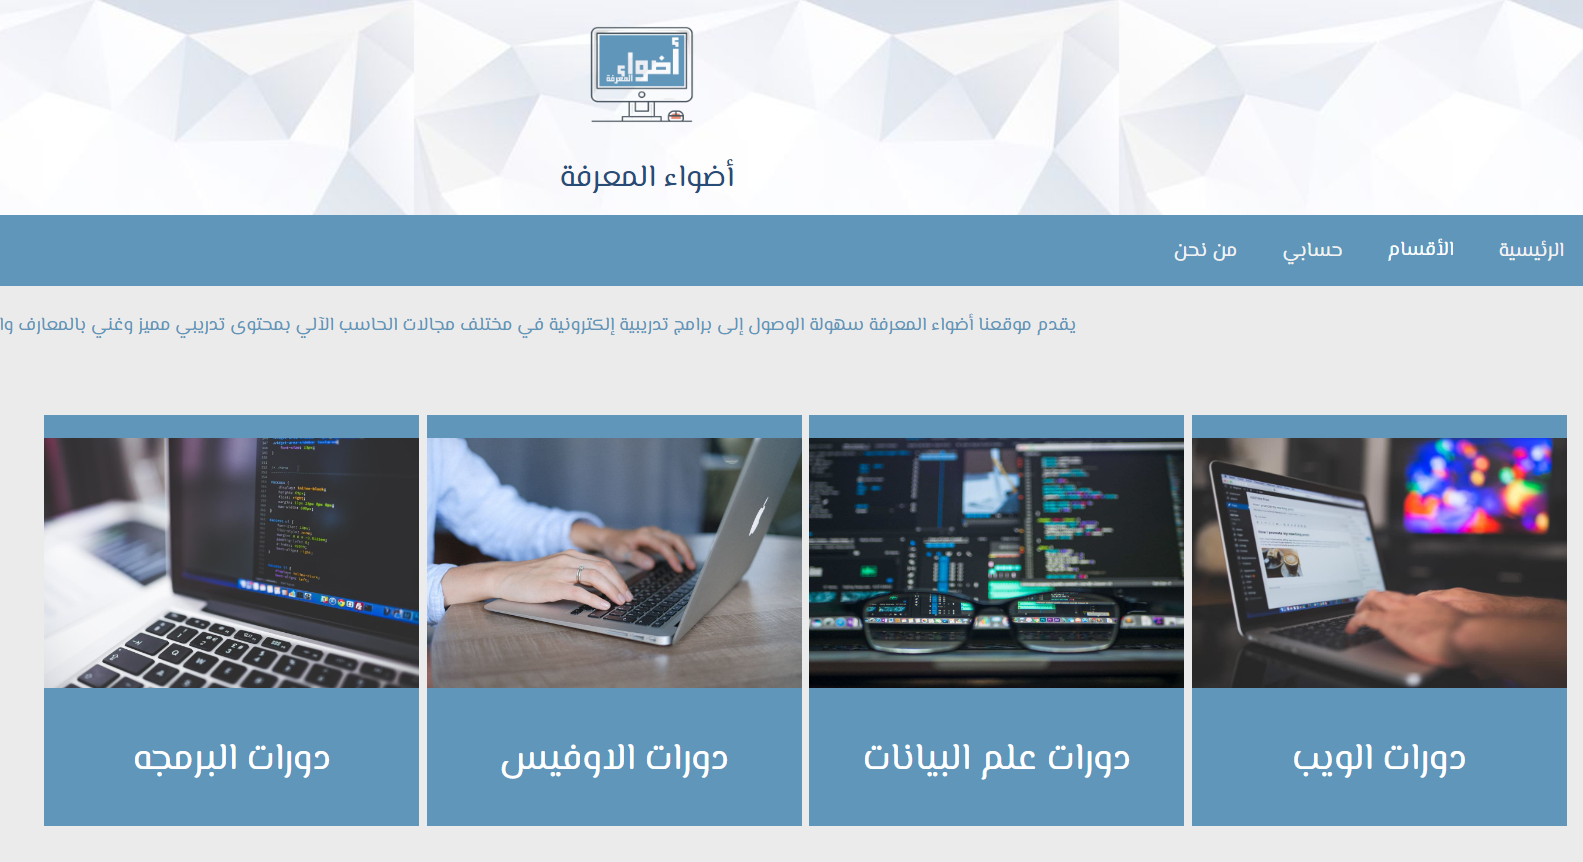 أضواء
المعرفة
أضواء المعرفة
الرئيسية
الأقسام
حسابي
من نحن
يقدم موقعنا أضواء المعرفة سهولة الوصول إلى برامج تدريبية إلكترونية في مختلف مجالات الحاسب الآلي بمحتوى تدريبي مميز وغني بالمعارف
دورات الويب
دورات علم البيانات
دورات الاوفيس
دورات البرمجه